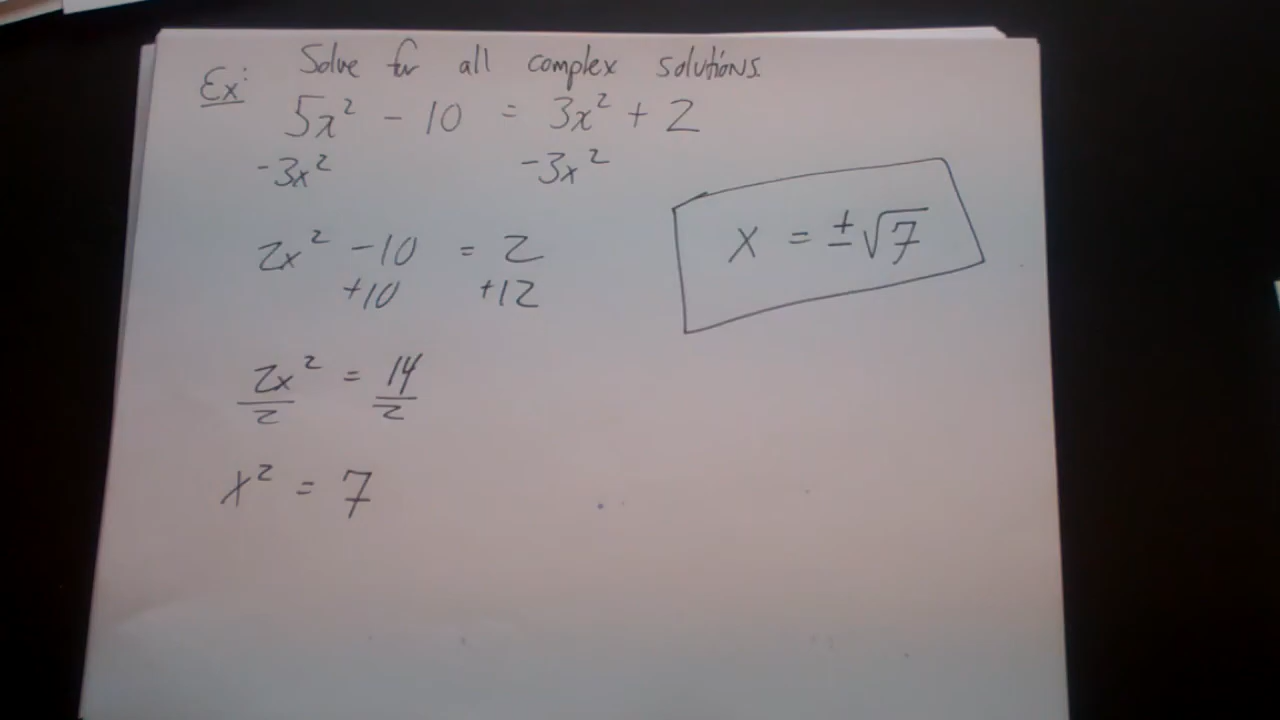 Ex: Solve for all complex solutions.
5x² - 10 = 3x² + 2
-3x² -3x²
2x² - 10 = 2
+10 +12
2x²/2 = 14/2
x² = 7
x = ±√7